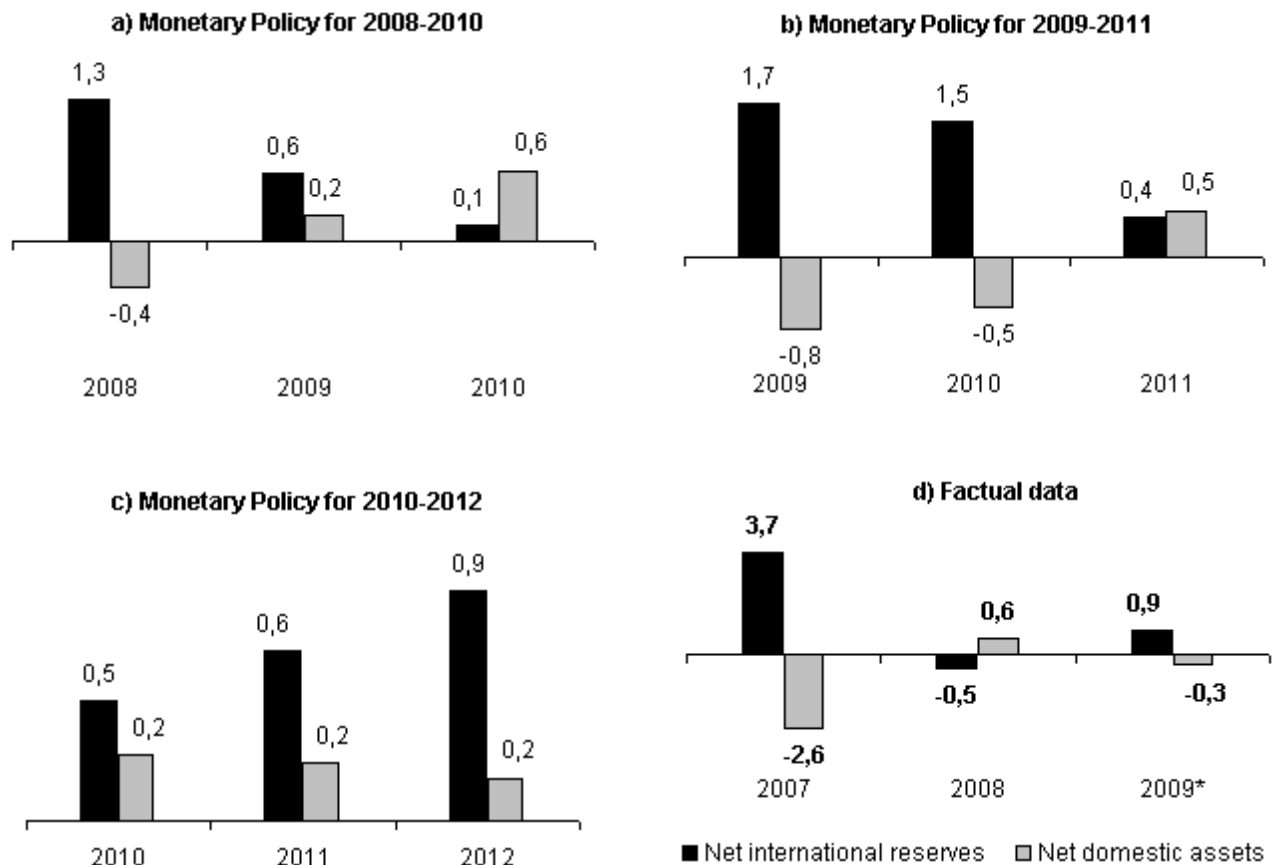 a) Monetary Policy for 2008-2010
1,3
-0,4
0,6
0,2
0,1
0,6
2008 2009 2010
b) Monetary Policy for 2009-2011
1,7
-0,8
1,5
-0,5
0,4
0,5
2009 2010 2011
c) Monetary Policy for 2010-2012
0,5
0,2
0,6
0,2
0,9
0,2
2010 2011 2012
d) Factual data
3,7
-2,6
-0,5
0,6
0,9
-0,3
2007 2008 2009*
Net international reserves Net domestic assets